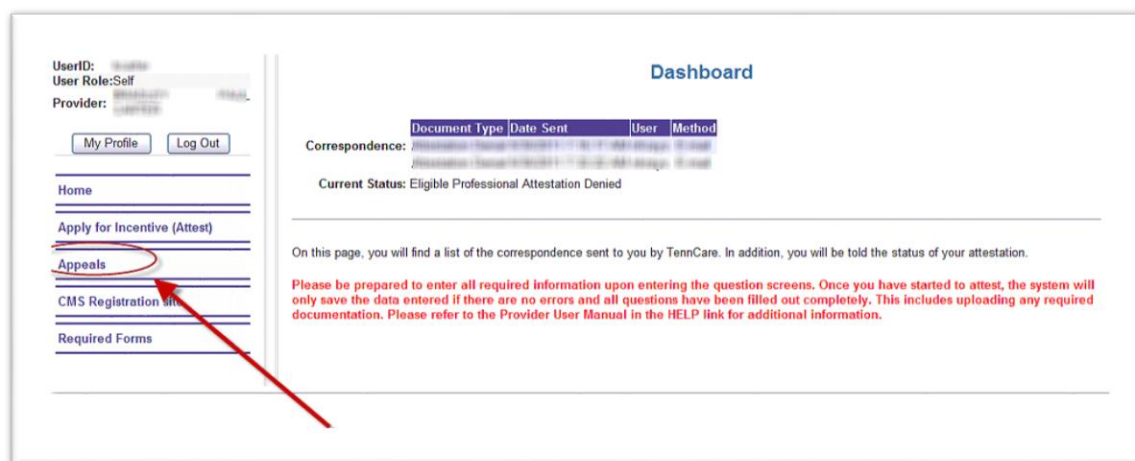 UserID:
User Role:Self
Provider:
My Profile
Log Out
Home
Apply for Incentive (Attest)
Appeals
CMS Registration
Required Forms
Dashboard
Document Type Date Sent User Method
Correspondence:
Current Status: Eligible Professional Attestation Denied
On this page, you will find a list of the correspondence sent to you by TennCare. In addition, you will be told the status of your attestation.
Please be prepared to enter all required information upon entering the question screens. Once you have started to attest, the system will
only save the data entered if there are no errors and all questions have been filled out completely. This includes uploading any required
documentation. Please refer to the Provider User Manual in the HELP link for additional information.